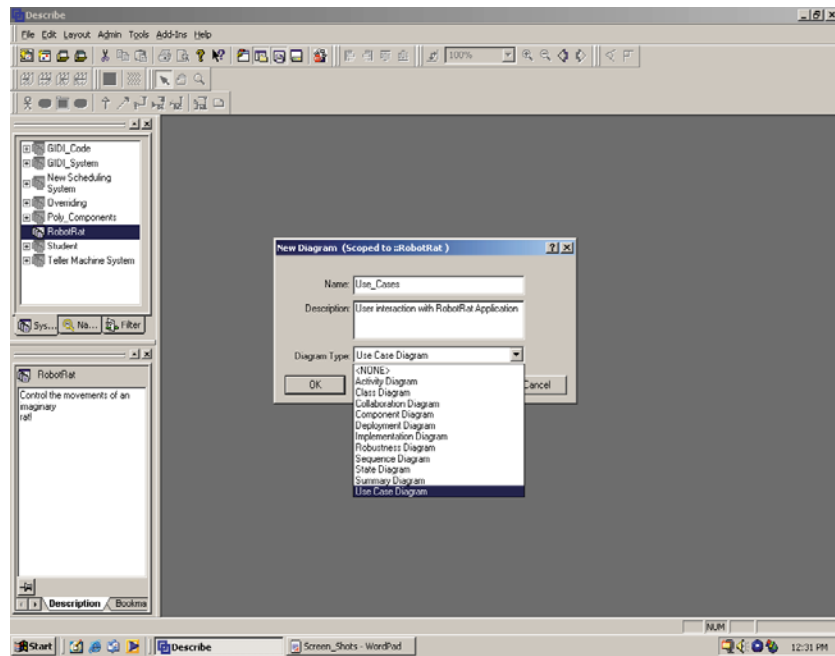 Describe
File Edit Layout Admin Tools Add-Ins Help
100%
GIDI_Code
GIDI_System
New Scheduling
System
Overriding
Poly_Components
RobotRat
Student
Teller Machine System
Sys... Na... Filter
RobotRat
Control the movements of an
imaginary
rat!
Description Bookma
New Diagram (Scoped to ::RobotRat )
Name: Use_Cases
Description: User interaction with RobotRat Application
Diagram Type: Use Case Diagram
OK Cancel
<NONE>
Activity Diagram
Class Diagram
Collaboration Diagram
Component Diagram
Deployment Diagram
Implementation Diagram
Robustness Diagram
Sequence Diagram
State Diagram
Summary Diagram
Use Case Diagram
NUM
Start Describe Screen_Shots - WordPad 12:31 PM